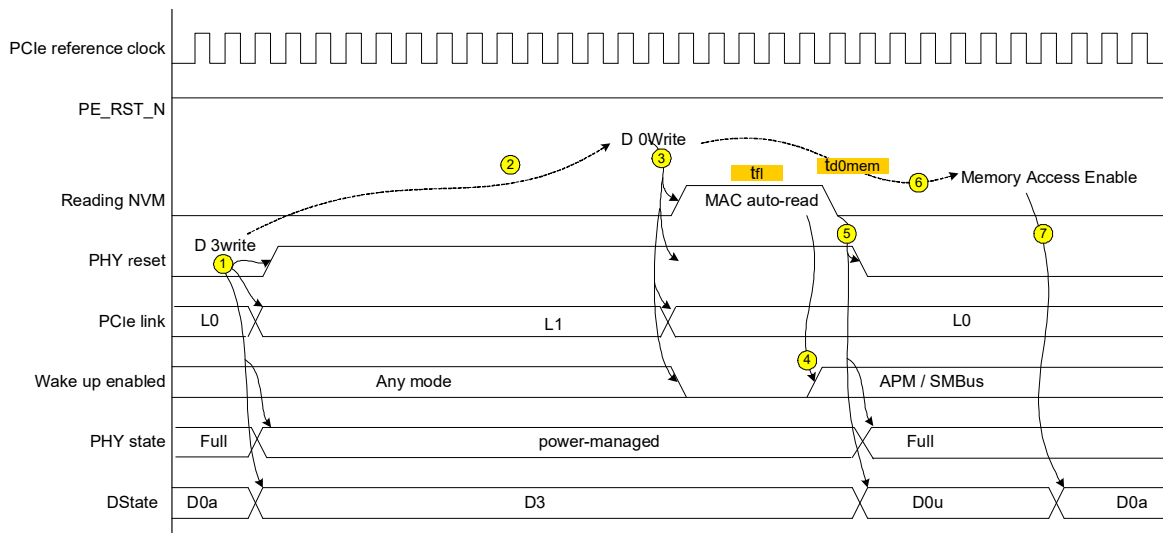 PCIe reference clock
PE_RST_N
D 0Write
2
3
tfl
td0mem
6
Memory Access Enable
Reading NVM
MAC auto-read
D 3write
5
7
PHY reset
1
PCIe link
L0
L1
L0
4
Wake up enabled
Any mode
APM / SMBus
PHY state
Full
power-managed
Full
DState
D0a
D3
D0u
D0a